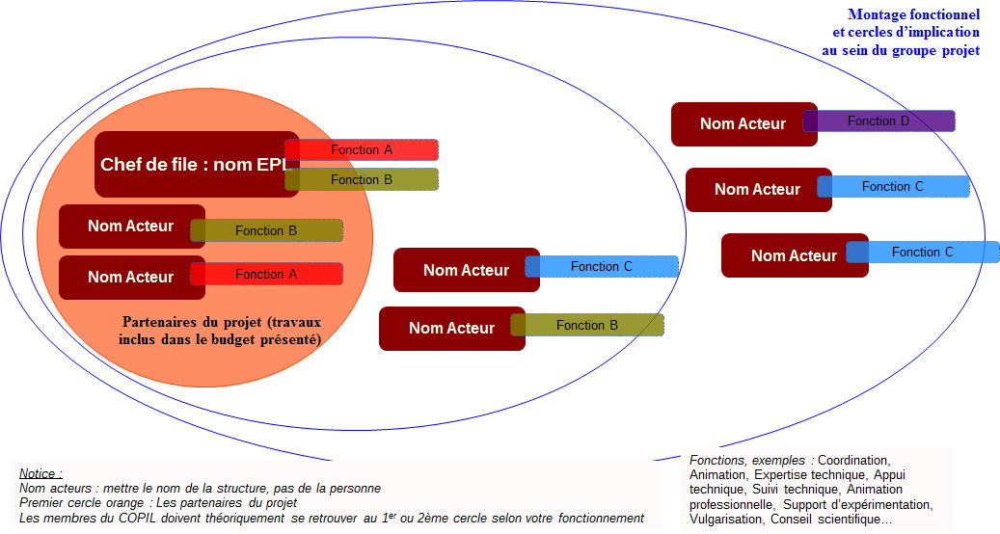 Montage fonctionnel
et cercles d’implication
au sein du groupe projet
Chef de file : nom EPL
Fonction A
Fonction B
Nom Acteur
Fonction B
Nom Acteur
Fonction A
Partenaires du projet (travaux
inclus dans le budget présenté)
Nom Acteur
Fonction C
Nom Acteur
Fonction B
Nom Acteur
Fonction D
Nom Acteur
Fonction C
Nom Acteur
Fonction C
Notice :
Nom acteurs : mettre le nom de la structure, pas de la personne
Premier cercle orange : Les partenaires du projet
Les membres du COPIL doivent théoriquement se retrouver au 1er ou 2ème cercle selon votre fonctionnement
Fonctions, exemples : Coordination,
Animation, Expertise technique, Appui
technique, Suivi technique, Animation
professionnelle, Support d’expérimentation,
Vulgarisation, Conseil scientifique…